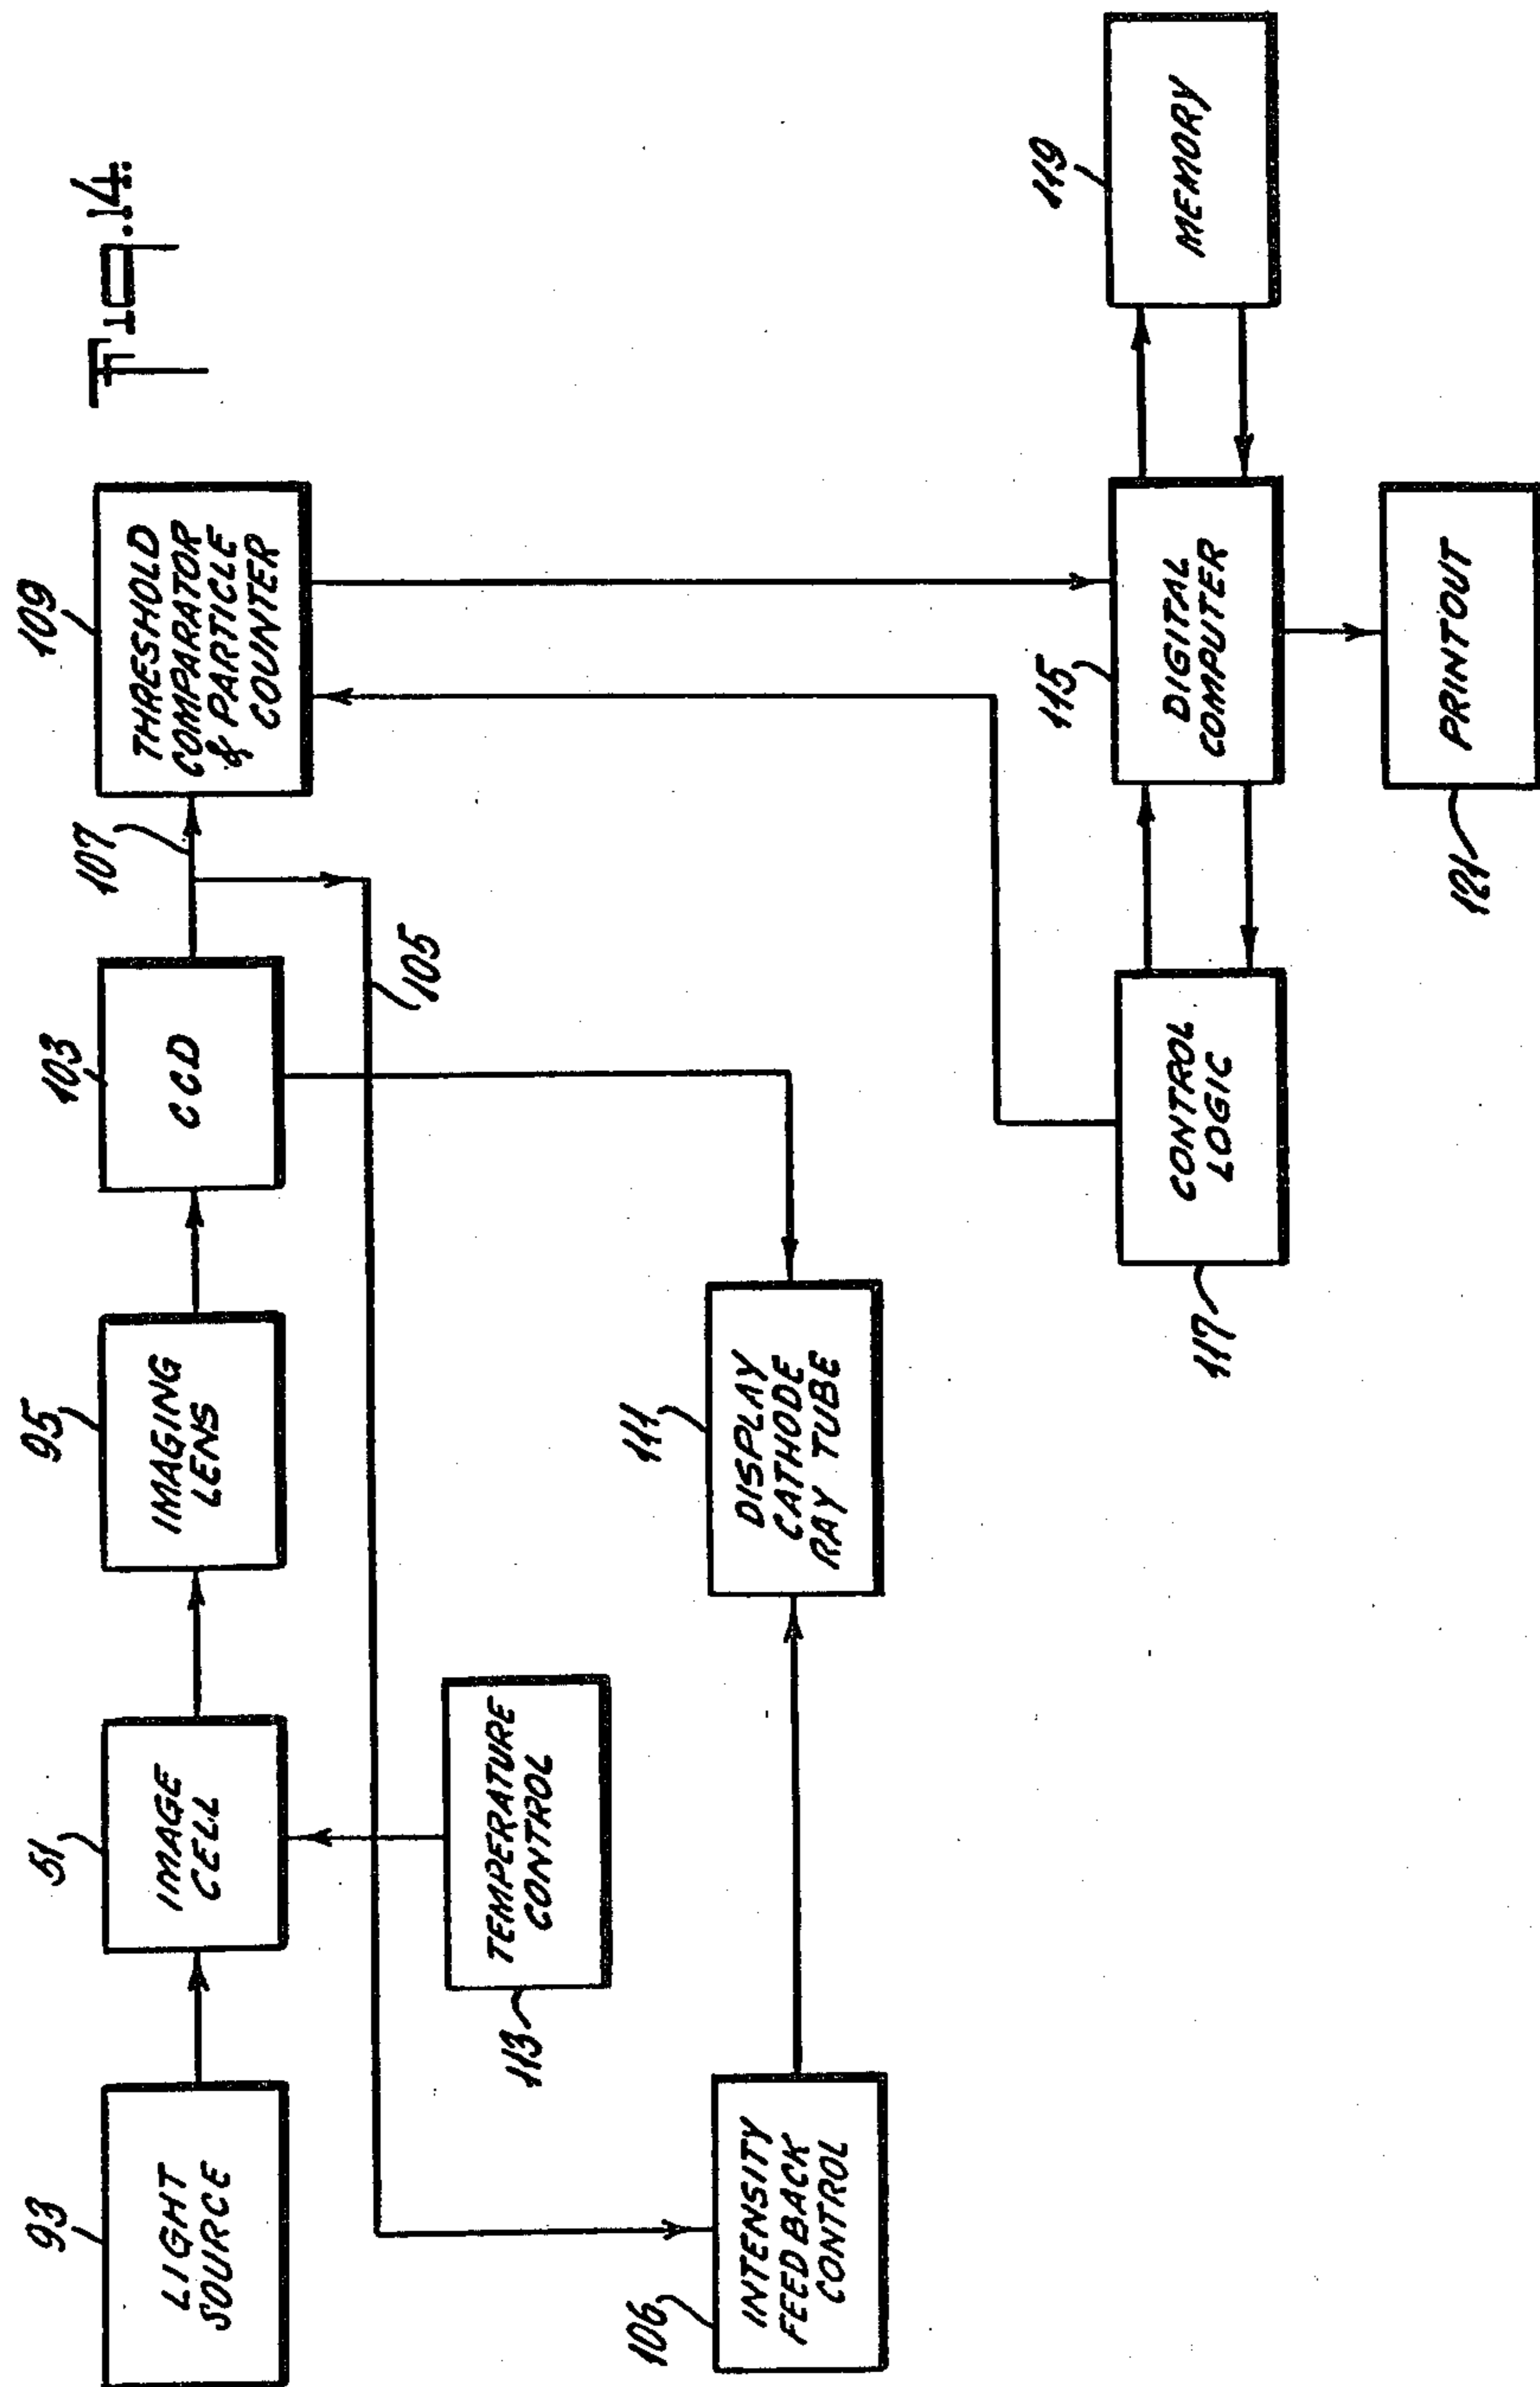 Fig.14.
93
LIGHT
SOURCE
51
IMAGE
CELL
95
IMAGING
LENS
103
CCD
107
109
THRESHOLD
COMPARATOR
& PARTICLE
COUNTER
105
113
TEMPERATURE
CONTROL
106
INTENSITY
FEEDBACK
CONTROL
111
DISPLAY
CATHODE
RAY TUBE
117
CONTROL
LOGIC
115
DIGITAL
COMPUTER
119
MEMORY
121
PRINTOUT